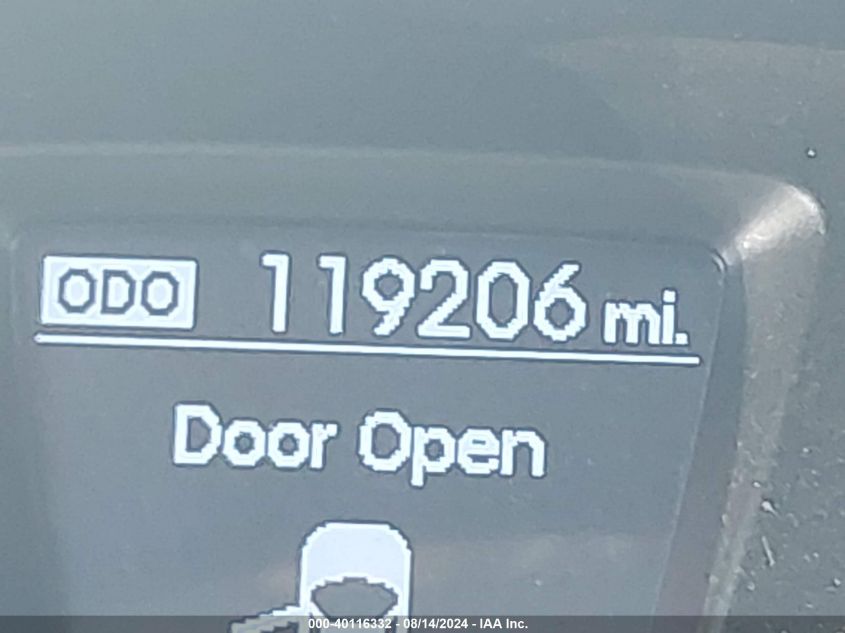 ODO 119206 mi.
Door Open
000-40116332 - 08/14/2024 - IAA Inc.